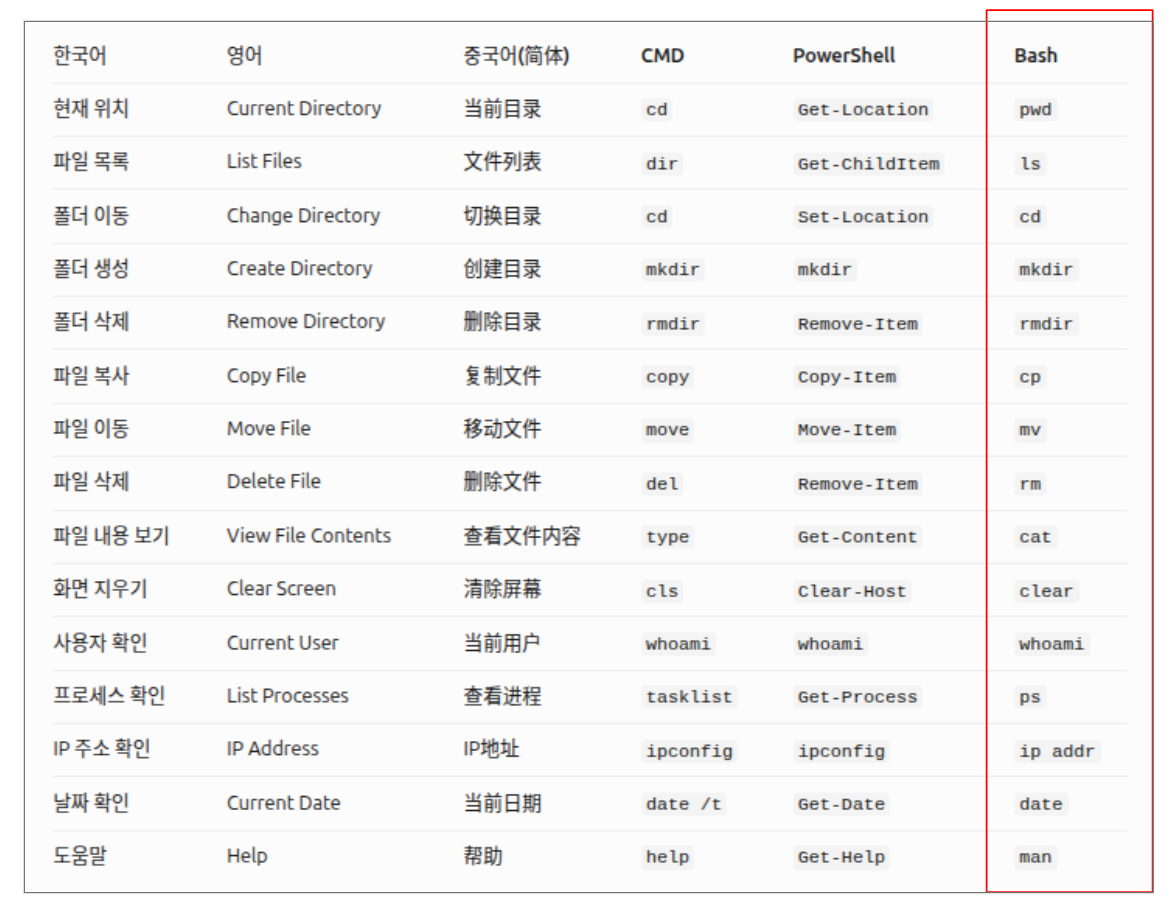 한국어 영어 중국어(简体) CMD PowerShell Bash
현재 위치 Current Directory 当前目录 cd Get-Location pwd
파일 목록 List Files 文件列表 dir Get-ChildItem ls
폴더 이동 Change Directory 切换目录 cd Set-Location cd
폴더 생성 Create Directory 创建目录 mkdir mkdir mkdir
폴더 삭제 Remove Directory 删除目录 rmdir Remove-Item rmdir
파일 복사 Copy File 复制文件 copy Copy-Item cp
파일 이동 Move File 移动文件 move Move-Item mv
파일 삭제 Delete File 删除文件 del Remove-Item rm
파일 내용 보기 View File Contents 查看文件内容 type Get-Content cat
화면 지우기 Clear Screen 清除屏幕 cls Clear-Host clear
사용자 확인 Current User 当前用户 whoami whoami whoami
프로세스 확인 List Processes 查看进程 tasklist Get-Process ps
IP 주소 확인 IP Address IP地址 ipconfig ipconfig ip addr
날짜 확인 Current Date 当前日期 date /t Get-Date date
도움말 Help 帮助 help Get-Help man